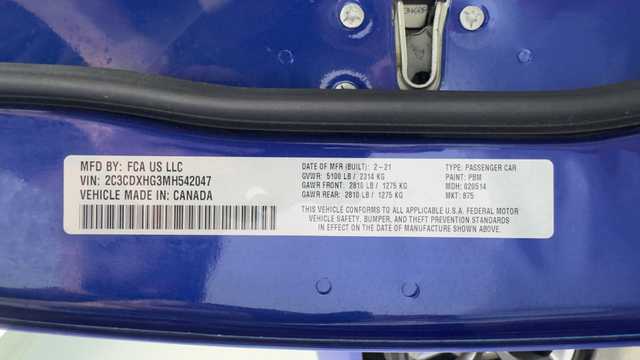 MFD BY: FCA US LLC
VIN: 2C3CDXHG3MH542047
VEHICLE MADE IN: CANADA
DATE OF MFR (BUILT): 2-21
GVWR: 5100 LB / 2314 KG
GAWR FRONT: 2810 LB / 1275 KG
GAWR REAR: 2810 LB / 1275 KG
TYPE: PASSENGER CAR
PAINT: PBM
MDH: 020514
MKT: 875
THIS VEHICLE CONFORMS TO ALL APPLICABLE U.S.A. FEDERAL MOTOR
VEHICLE SAFETY, BUMPER, AND THEFT PREVENTION STANDARDS
IN EFFECT ON THE DATE OF MANUFACTURE SHOWN ABOVE.